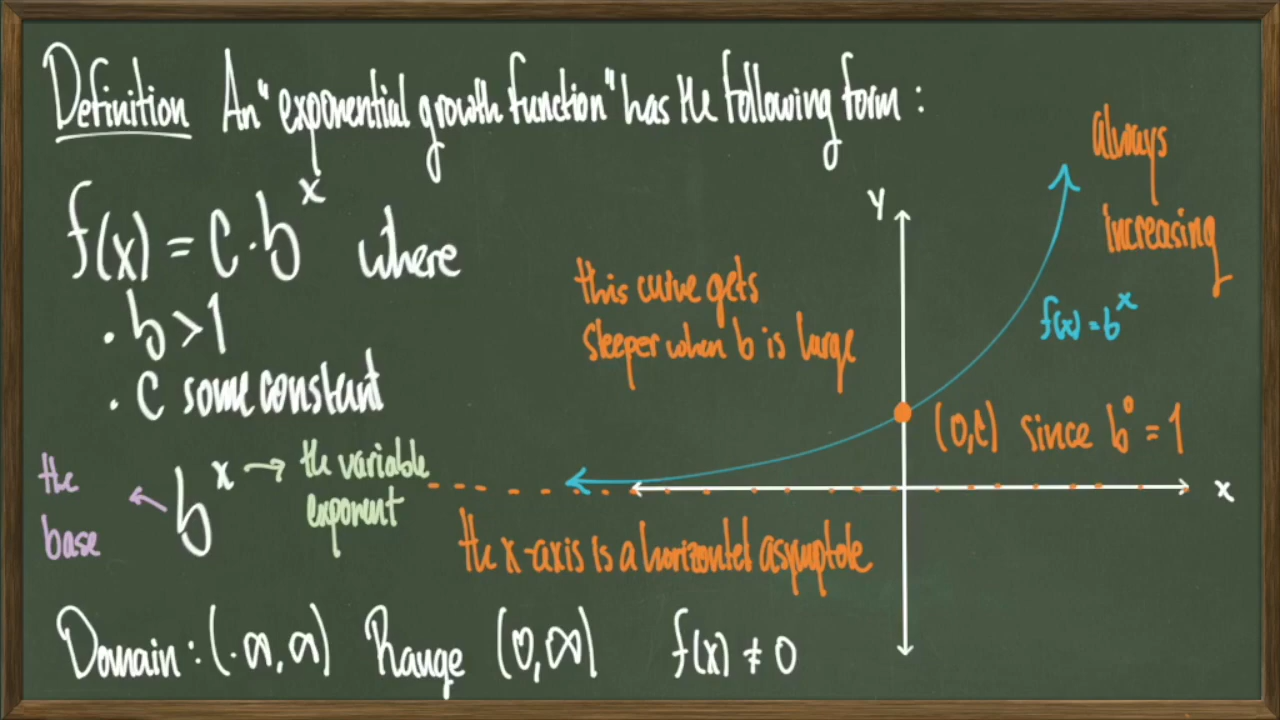 Definition An "exponential growth function" has the following form :
f(x) = C·b^x where
· b > 1
· C some constant
the base ← b^x → the variable exponent
Domain : (-∞, ∞) Range (0, ∞) f(x) ≠ 0
this curve gets
steeper when b is large
the x-axis is a horizontal asymptote
Y
always
increasing
f(x) = b^x
(0, C) since b^0 = 1
x